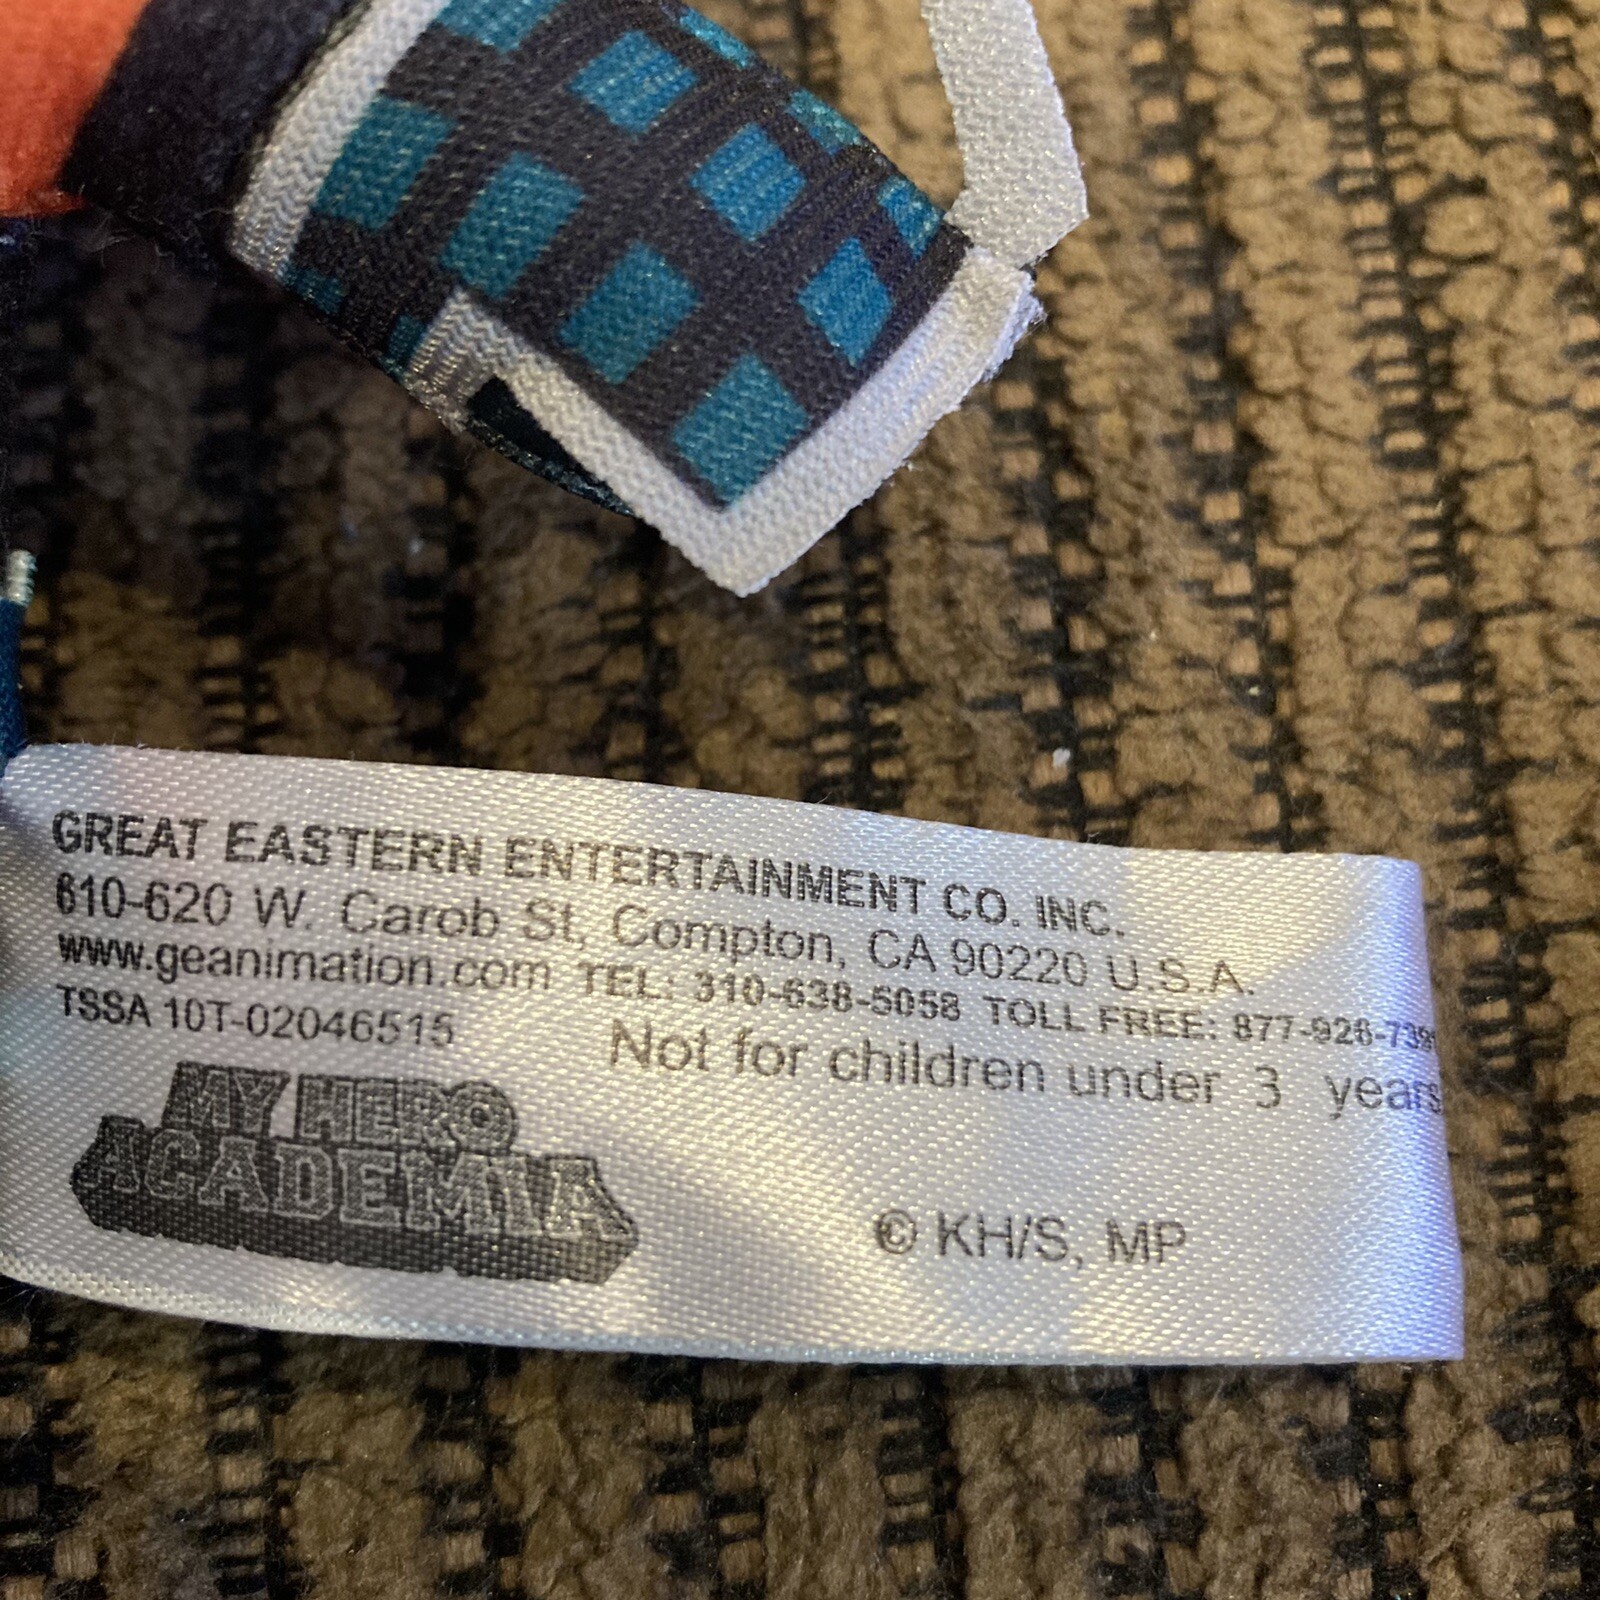 GREAT EASTERN ENTERTAINMENT CO. INC.
610-620 W. Carob St, Compton, CA 90220 U.S.A.
www.geanimation.com TEL: 310-638-5058 TOLL FREE:
TSSA 10T-02046515
Not for children under 3 years
MY HERO
ACADEMIA
© KH/S, MP